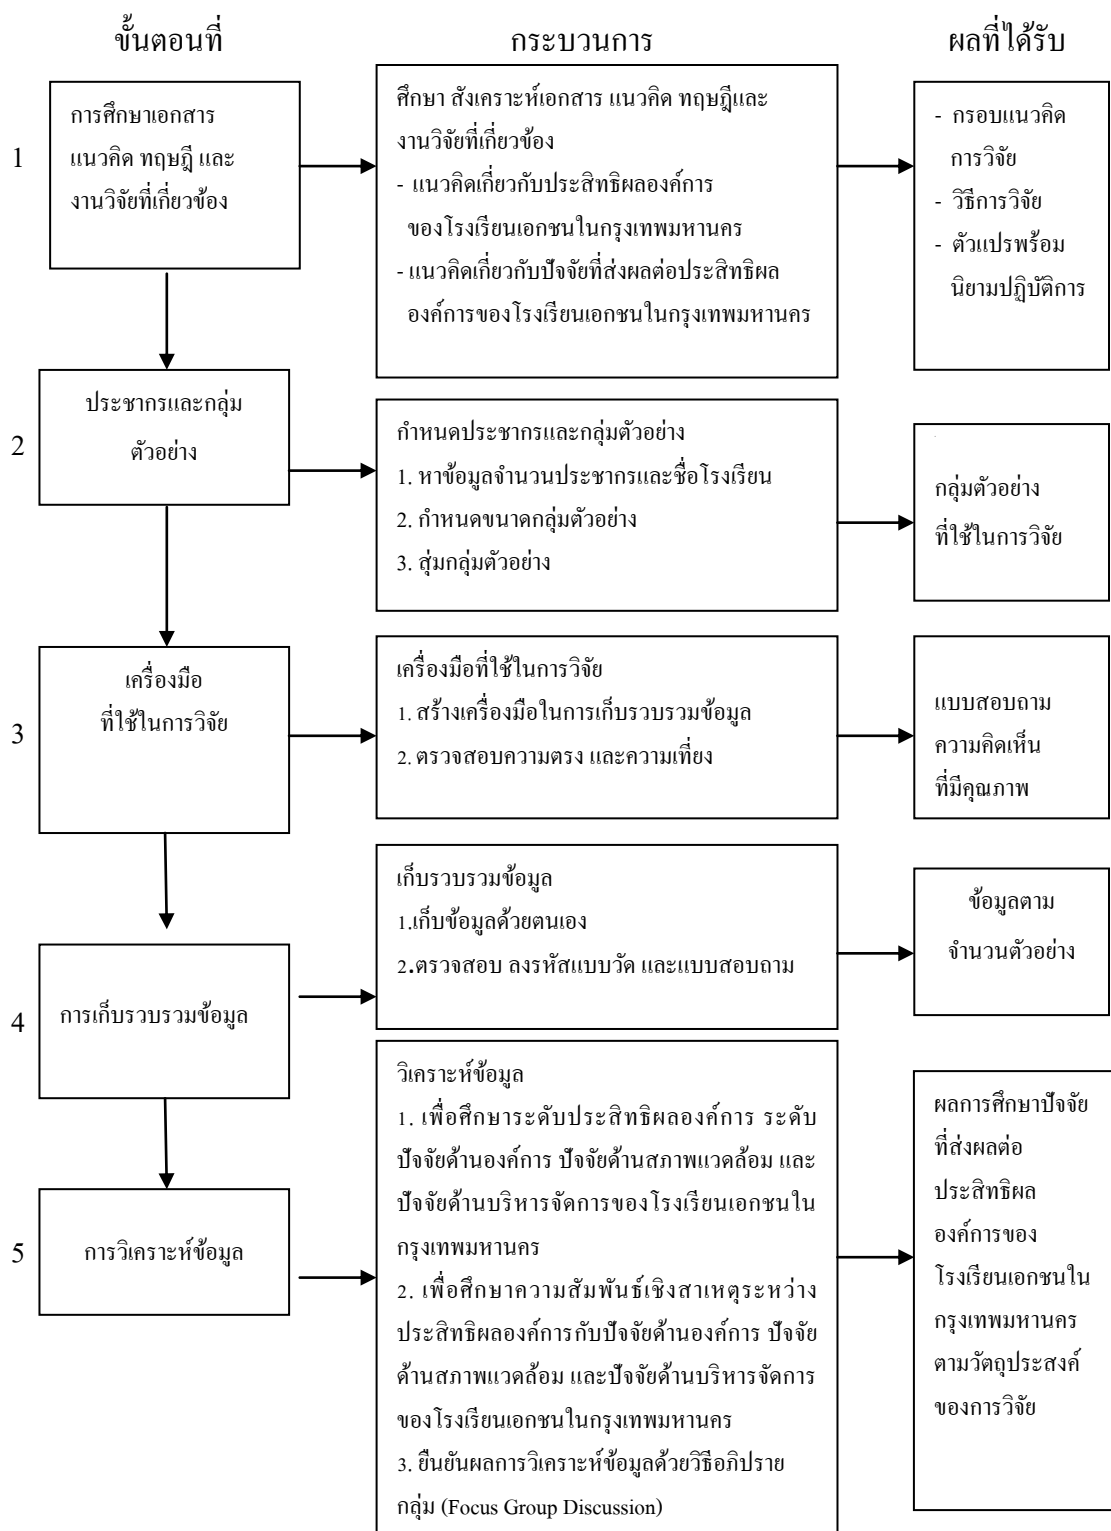 ขั้นตอนที่
กระบวนการ
ผลที่ได้รับ
1
การศึกษาเอกสาร
แนวคิด ทฤษฎี และ
งานวิจัยที่เกี่ยวข้อง
ศึกษา สังเคราะห์เอกสาร แนวคิด ทฤษฎีและ
งานวิจัยที่เกี่ยวข้อง
- แนวคิดเกี่ยวกับประสิทธิผลองค์การ
ของโรงเรียนเอกชนในกรุงเทพมหานคร
- แนวคิดเกี่ยวกับปัจจัยที่ส่งผลต่อประสิทธิผล
องค์การของโรงเรียนเอกชนในกรุงเทพมหานคร
- กรอบแนวคิด
การวิจัย
- วิธีการวิจัย
- ตัวแปรพร้อม
นิยามปฏิบัติการ
2
ประชากรและกลุ่ม
ตัวอย่าง
กำหนดประชากรและกลุ่มตัวอย่าง
1. หาข้อมูลจำนวนประชากรและชื่อโรงเรียน
2. กำหนดขนาดกลุ่มตัวอย่าง
3. สุ่มกลุ่มตัวอย่าง
กลุ่มตัวอย่าง
ที่ใช้ในการวิจัย
3
เครื่องมือ
ที่ใช้ในการวิจัย
เครื่องมือที่ใช้ในการวิจัย
1. สร้างเครื่องมือในการเก็บรวบรวมข้อมูล
2. ตรวจสอบความตรง และความเที่ยง
แบบสอบถาม
ความคิดเห็น
ที่มีคุณภาพ
4
การเก็บรวบรวมข้อมูล
เก็บรวบรวมข้อมูล
1.เก็บข้อมูลด้วยตนเอง
2.ตรวจสอบ ลงรหัสแบบวัด และแบบสอบถาม
ข้อมูลตาม
จำนวนตัวอย่าง
5
การวิเคราะห์ข้อมูล
วิเคราะห์ข้อมูล
1. เพื่อศึกษาระดับประสิทธิผลองค์การ ระดับ
ปัจจัยด้านองค์การ ปัจจัยด้านสภาพแวดล้อม และ
ปัจจัยด้านบริหารจัดการของโรงเรียนเอกชนใน
กรุงเทพมหานคร
2. เพื่อศึกษาความสัมพันธ์เชิงสาเหตุระหว่าง
ประสิทธิผลองค์การกับปัจจัยด้านองค์การ ปัจจัย
ด้านสภาพแวดล้อม และปัจจัยด้านบริหารจัดการ
ของโรงเรียนเอกชนในกรุงเทพมหานคร
3. ยืนยันผลการวิเคราะห์ข้อมูลด้วยวิธีอภิปราย
กลุ่ม (Focus Group Discussion)
ผลการศึกษาปัจจัย
ที่ส่งผลต่อ
ประสิทธิผล
องค์การของ
โรงเรียนเอกชนใน
กรุงเทพมหานคร
ตามวัตถุประสงค์
ของการวิจัย